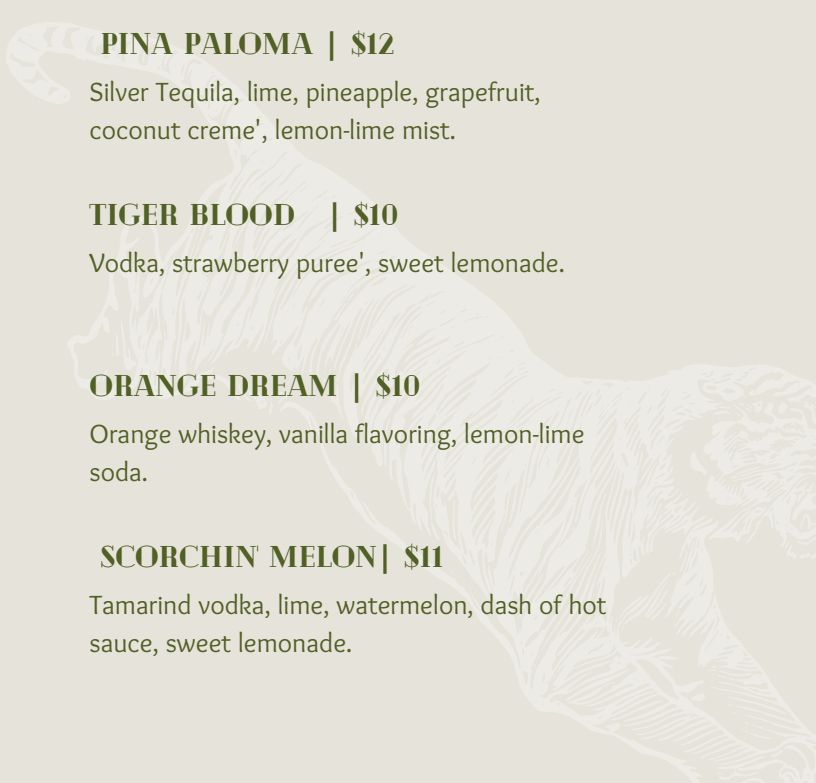 PINA PALOMA | $12
Silver Tequila, lime, pineapple, grapefruit,
coconut creme', lemon-lime mist.
TIGER BLOOD | $10
Vodka, strawberry puree', sweet lemonade.
ORANGE DREAM | $10
Orange whiskey, vanilla flavoring, lemon-lime
soda.
SCORCHIN' MELON| $11
Tamarind vodka, lime, watermelon, dash of hot
sauce, sweet lemonade.